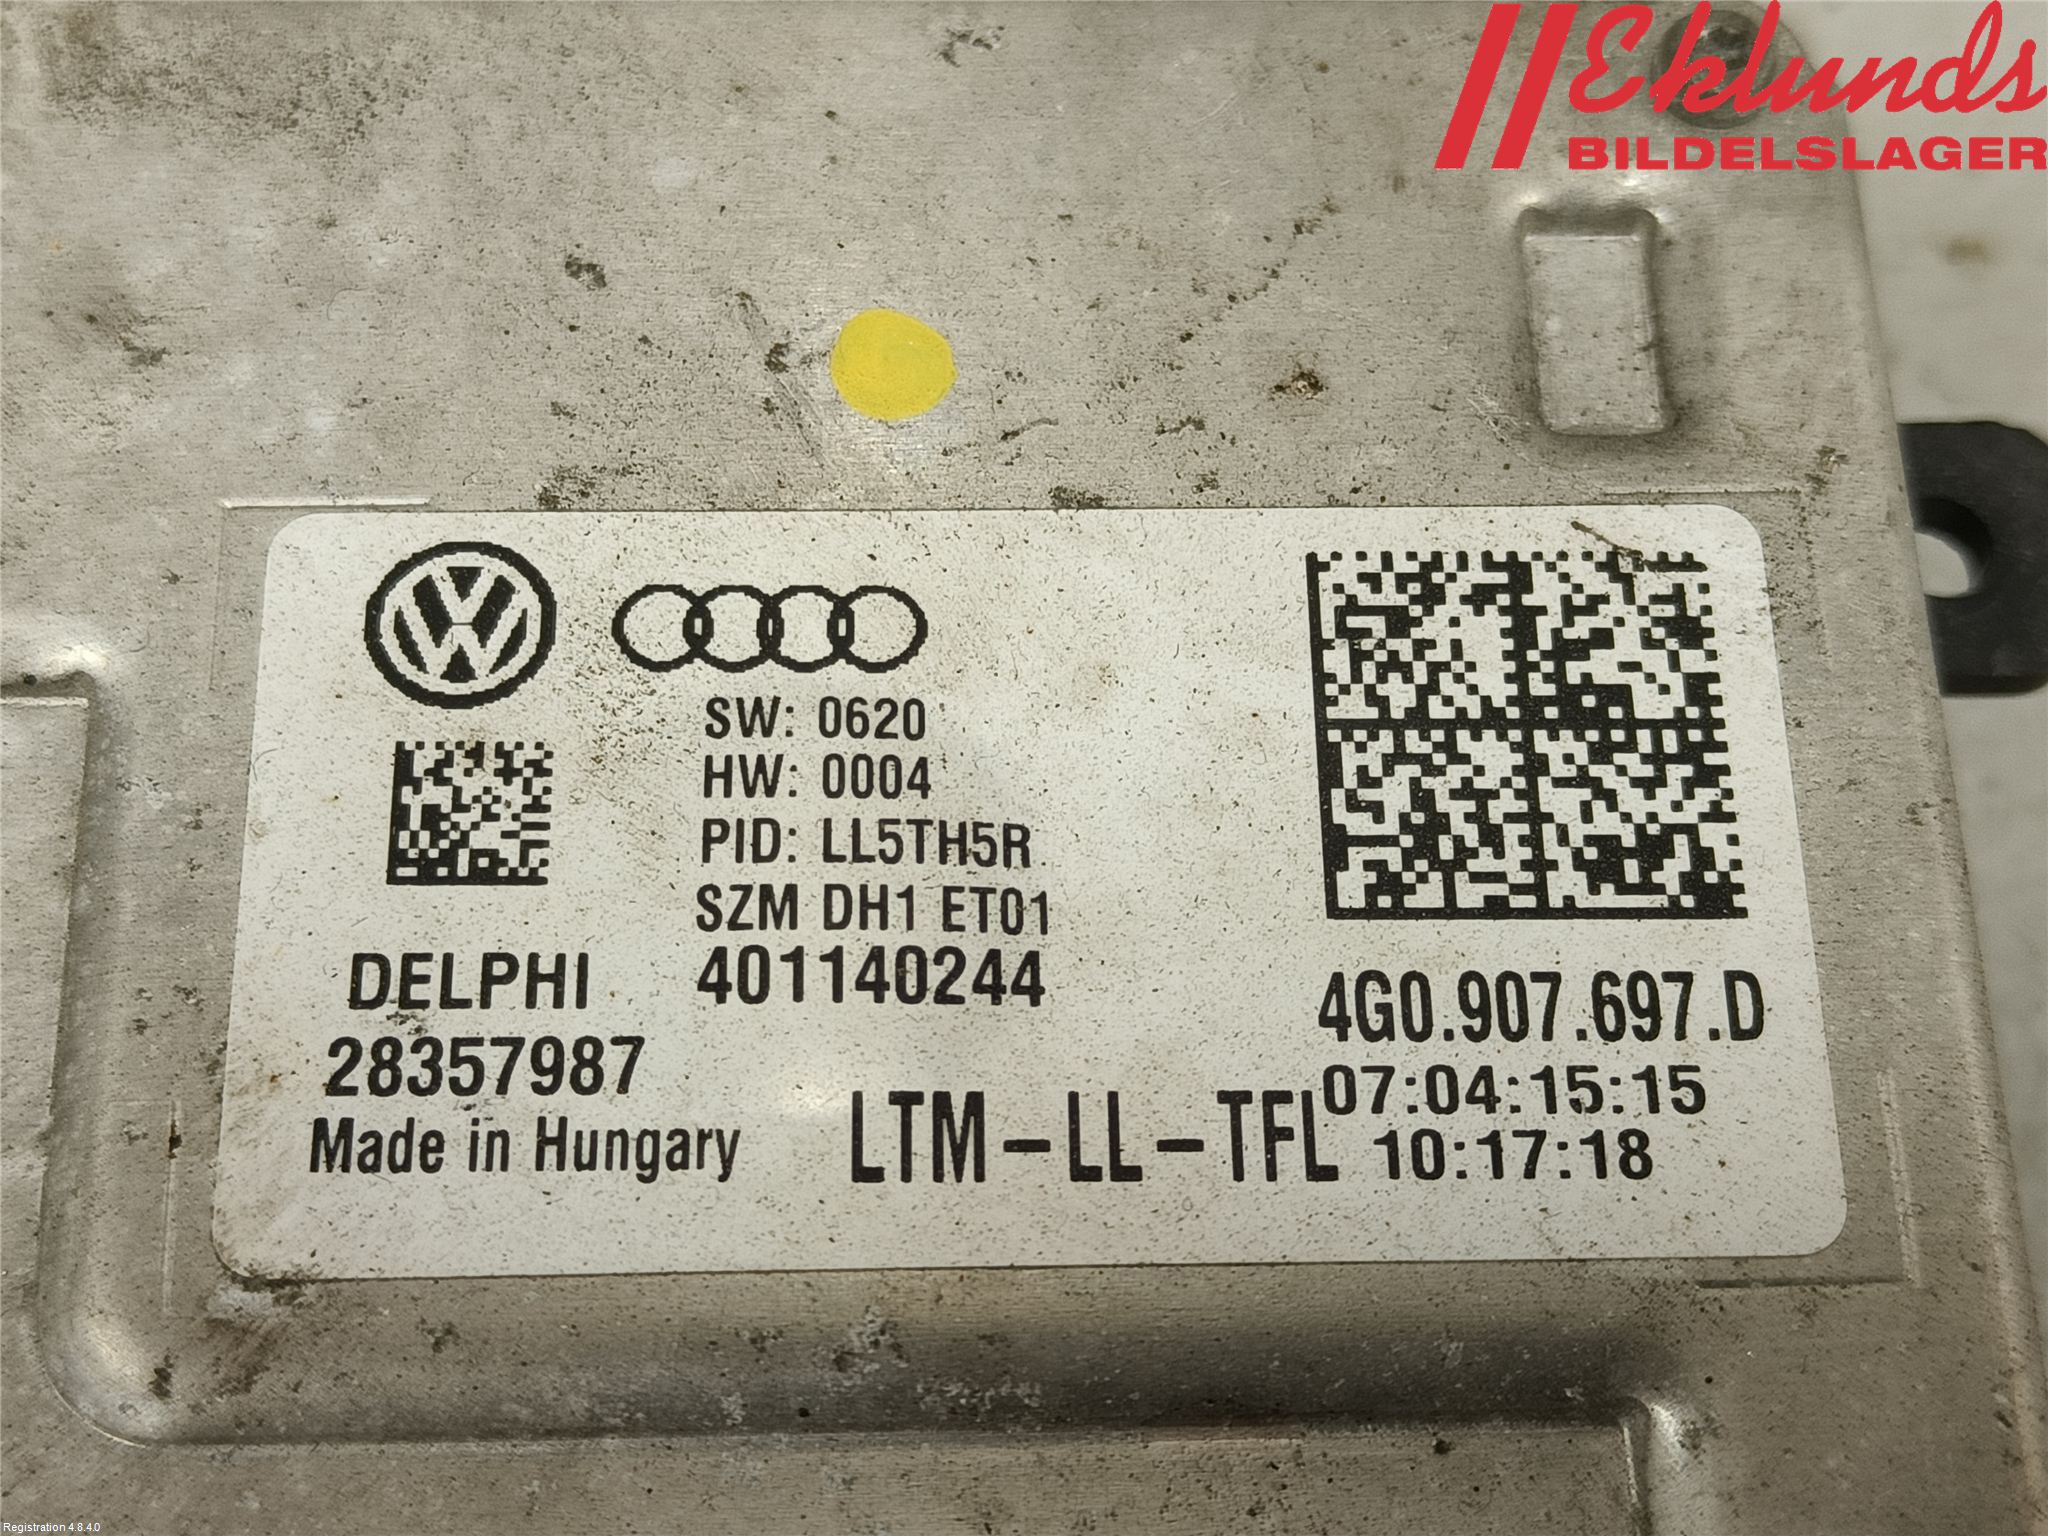 Eklunds
BILDELSLAGER
SW: 0620
HW: 0004
PID: LL5TH5R
SZM DH1 ET01
401140244
DELPHI
28357987
Made in Hungary
4G0.907.697.D
07:04:15:15
LTM-LL-TFL
10:17:18
Registration 4.8.4.0